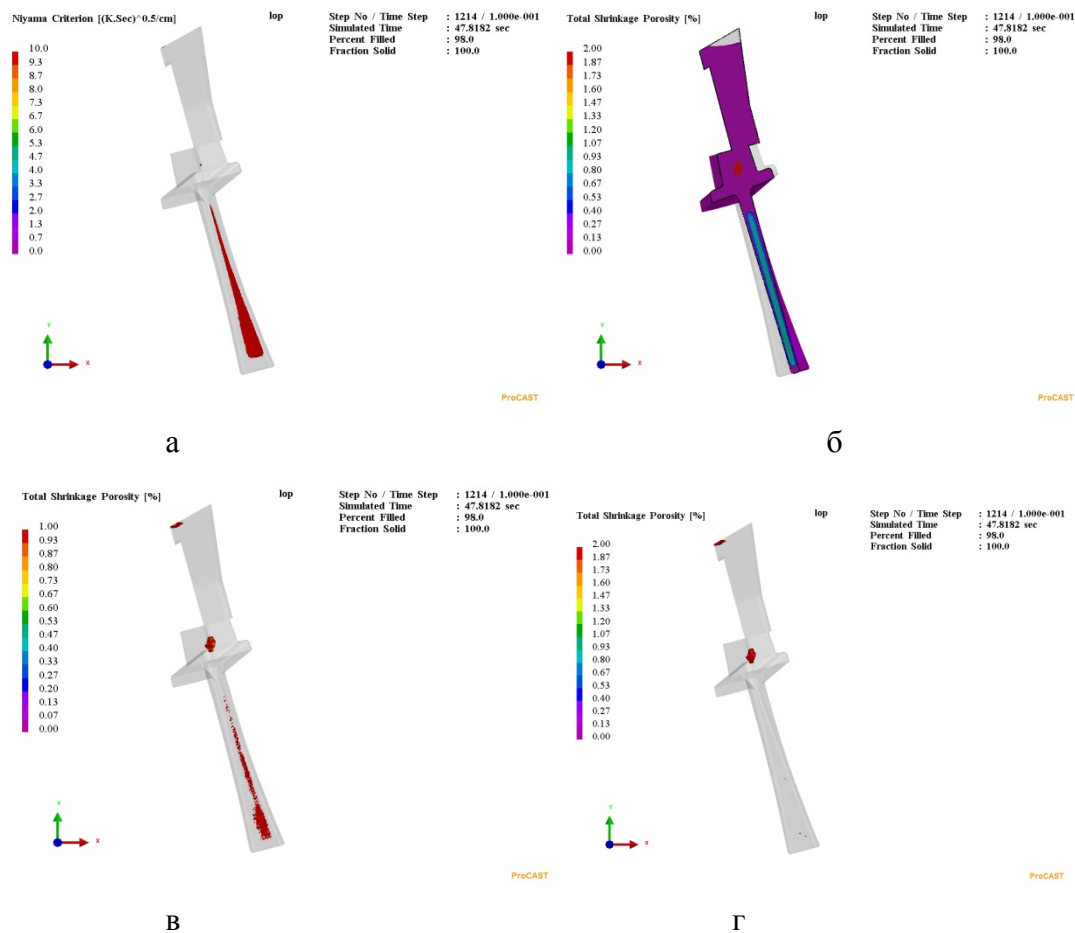 Niyama Criterion [(K.Sec)^0.5/cm]
lop
Step No / Time Step : 1214 / 1.000e-001
Simulated Time : 47.8182 sec
Percent Filled : 98.0
Fraction Solid : 100.0
10.0
9.3
8.7
8.0
7.3
6.7
6.0
5.3
4.7
4.0
3.3
2.7
2.0
1.3
0.7
0.0
Y
X
ProCAST
а
Total Shrinkage Porosity [%]
lop
Step No / Time Step : 1214 / 1.000e-001
Simulated Time : 47.8182 sec
Percent Filled : 98.0
Fraction Solid : 100.0
2.00
1.87
1.73
1.60
1.47
1.33
1.20
1.07
0.93
0.80
0.67
0.53
0.40
0.27
0.13
0.00
Y
X
ProCAST
б
Total Shrinkage Porosity [%]
lop
Step No / Time Step : 1214 / 1.000e-001
Simulated Time : 47.8182 sec
Percent Filled : 98.0
Fraction Solid : 100.0
1.00
0.93
0.87
0.80
0.73
0.67
0.60
0.53
0.47
0.40
0.33
0.27
0.20
0.13
0.07
0.00
Y
X
ProCAST
в
Total Shrinkage Porosity [%]
lop
Step No / Time Step : 1214 / 1.000e-001
Simulated Time : 47.8182 sec
Percent Filled : 98.0
Fraction Solid : 100.0
2.00
1.87
1.73
1.60
1.47
1.33
1.20
1.07
0.93
0.80
0.67
0.53
0.40
0.27
0.13
0.00
Y
X
ProCAST
г